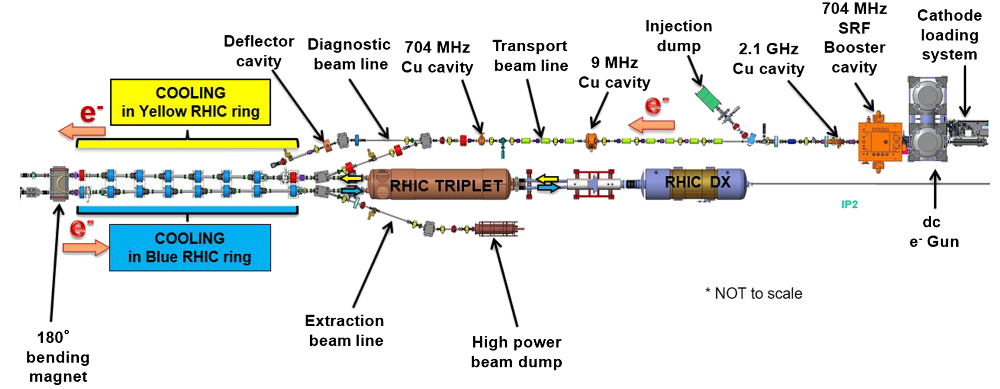 704 MHz
SRF
Booster
cavity
Cathode
loading
system
Injection
dump
Deflector
cavity
Diagnostic
beam line
704 MHz
Cu cavity
Transport
beam line
9 MHz
Cu cavity
2.1 GHz
Cu cavity
COOLING
in Yellow RHIC ring
e-
e-
RHIC TRIPLET
RHIC DX
IP2
e-
COOLING
in Blue RHIC ring
dc
e- Gun
* NOT to scale
Extraction
beam line
High power
beam dump
180°
bending
magnet